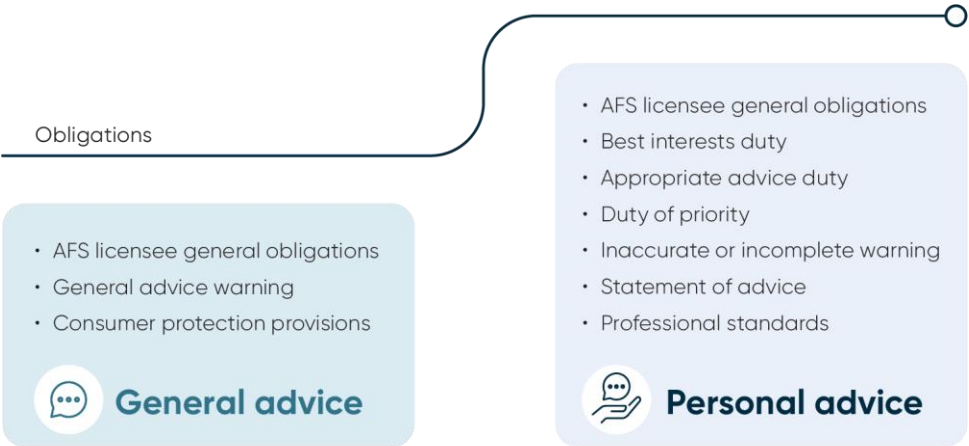 Obligations
• AFS licensee general obligations
• General advice warning
• Consumer protection provisions
General advice
• AFS licensee general obligations
• Best interests duty
• Appropriate advice duty
• Duty of priority
• Inaccurate or incomplete warning
• Statement of advice
• Professional standards
Personal advice